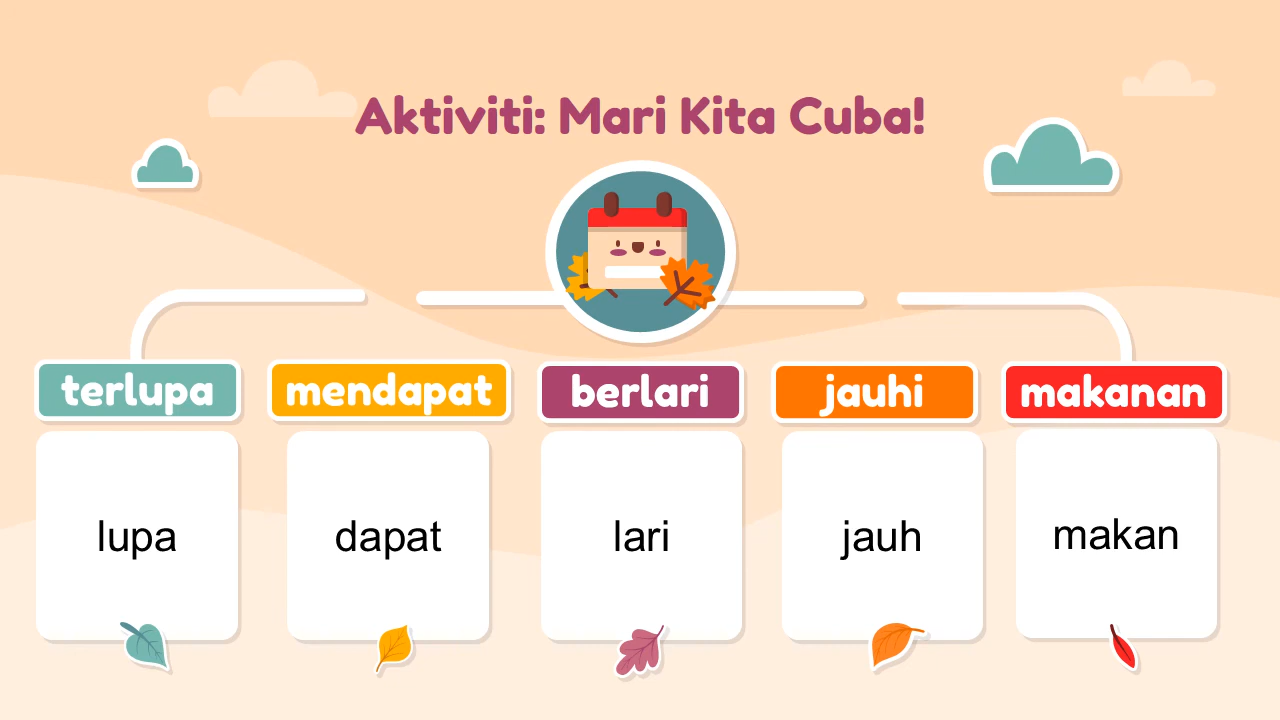 Aktiviti: Mari Kita Cuba!
terlupa
mendapat
berlari
jauhi
makanan
lupa
dapat
lari
jauh
makan